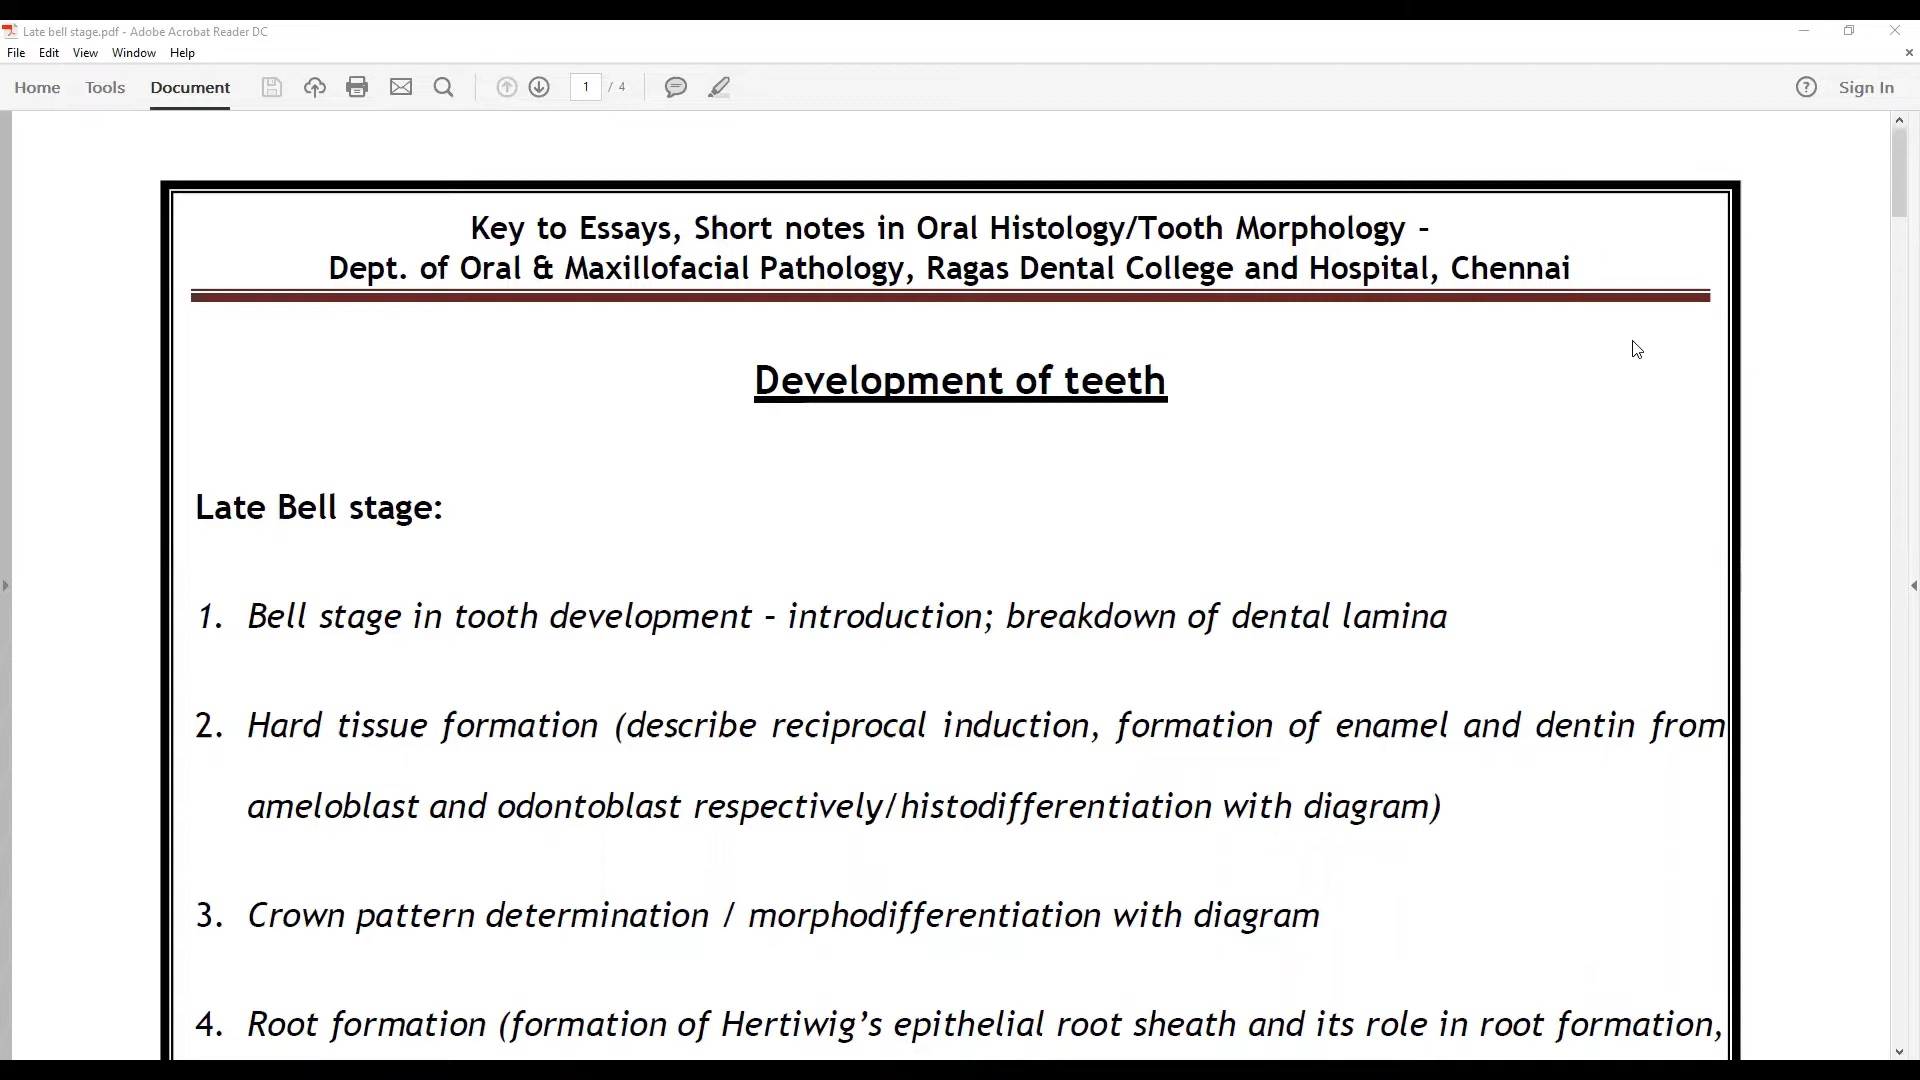 Late bell stage.pdf - Adobe Acrobat Reader DC
File Edit View Window Help
Home Tools Document 1 / 4 Sign In
Key to Essays, Short notes in Oral Histology/Tooth Morphology –
Dept. of Oral & Maxillofacial Pathology, Ragas Dental College and Hospital, Chennai
Development of teeth
Late Bell stage:
1. Bell stage in tooth development – introduction; breakdown of dental lamina
2. Hard tissue formation (describe reciprocal induction, formation of enamel and dentin from
ameloblast and odontoblast respectively/histodifferentiation with diagram)
3. Crown pattern determination / morphodifferentiation with diagram
4. Root formation (formation of Hertiwig’s epithelial root sheath and its role in root formation,